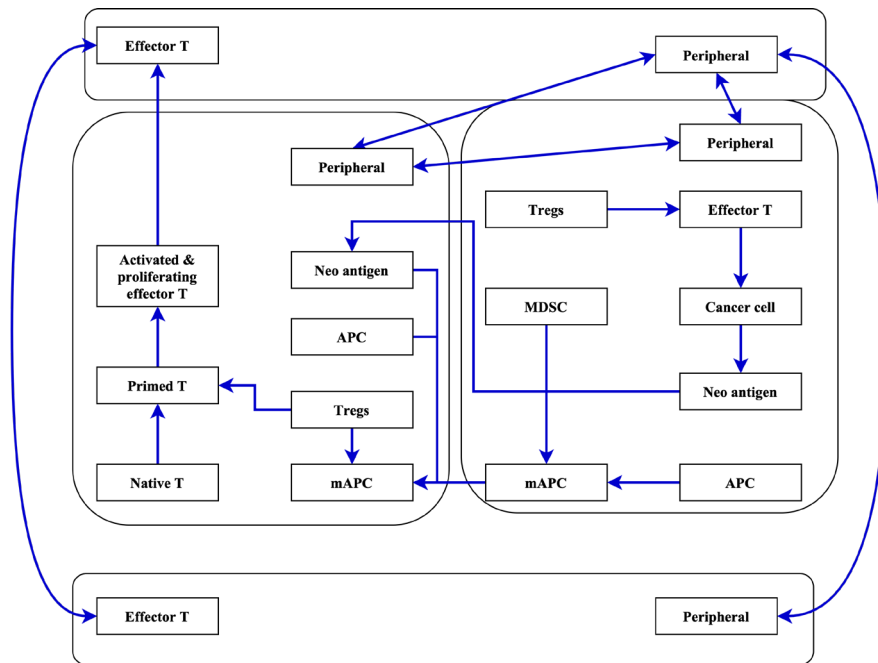 Effector T
Peripheral
Peripheral
Peripheral
Tregs
Effector T
Activated &
proliferating
effector T
Neo antigen
MDSC
Cancer cell
APC
Primed T
Tregs
Neo antigen
Native T
mAPC
mAPC
APC
Effector T
Peripheral